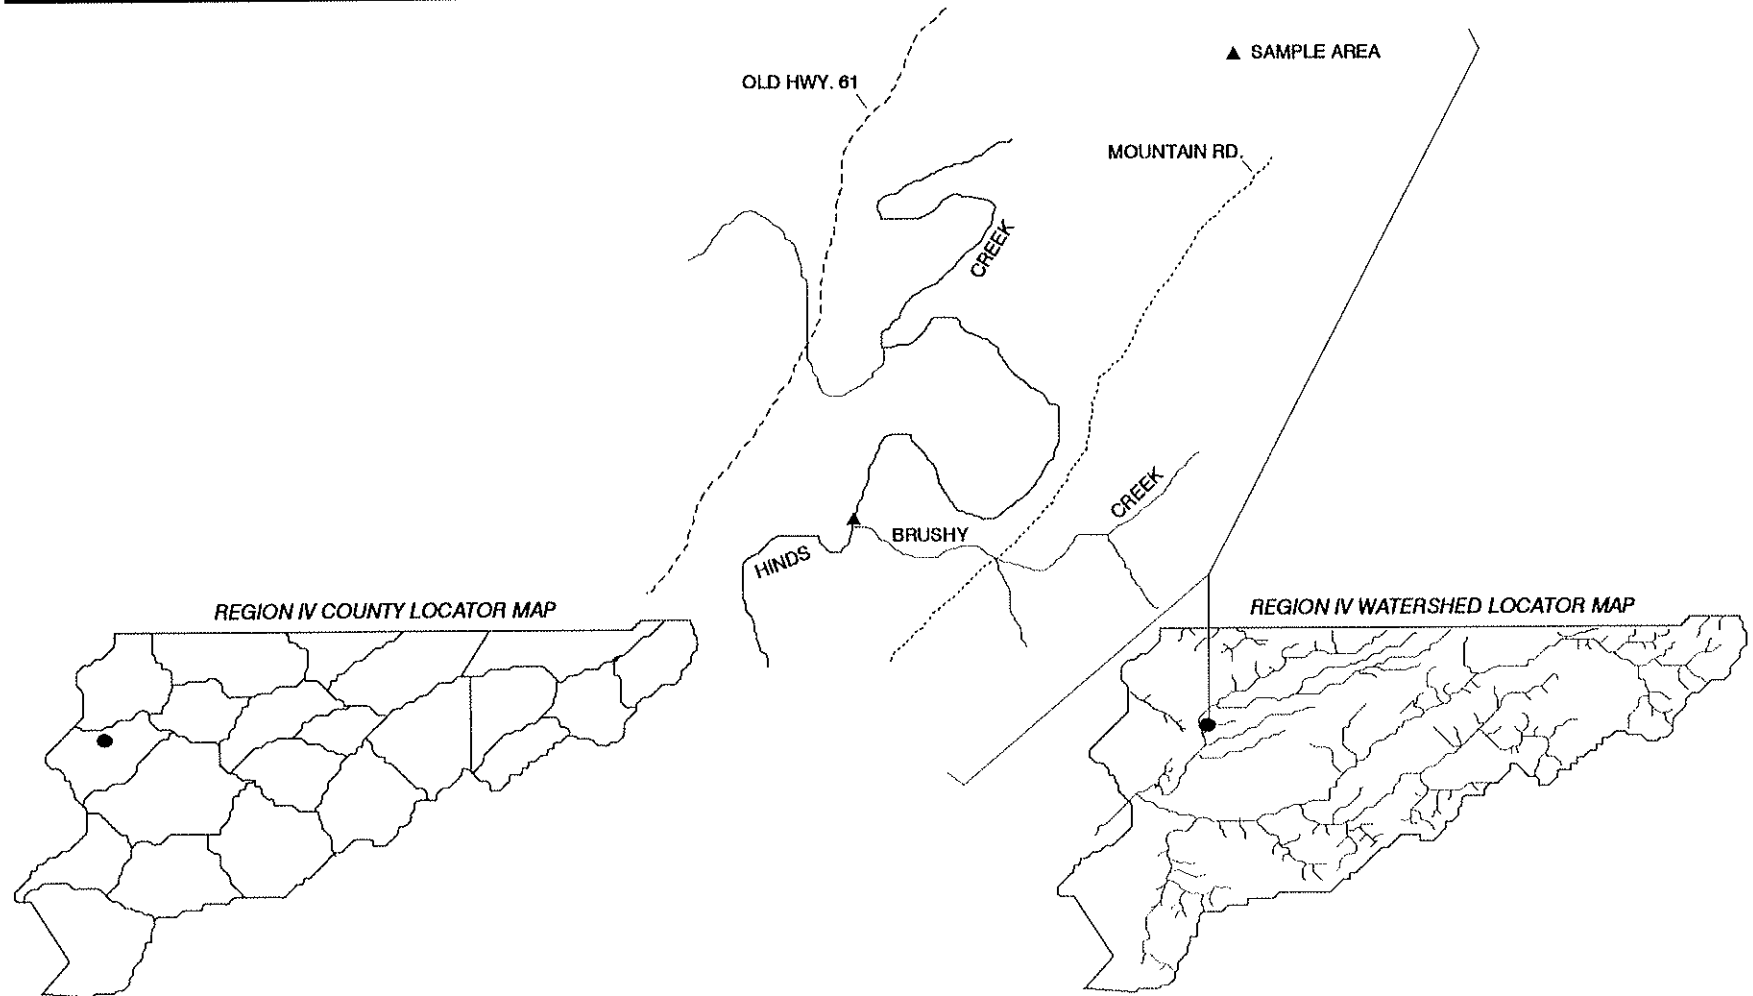 ▲ SAMPLE AREA
OLD HWY. 61
MOUNTAIN RD.
CREEK
CREEK
BRUSHY
HINDS
REGION IV COUNTY LOCATOR MAP
REGION IV WATERSHED LOCATOR MAP